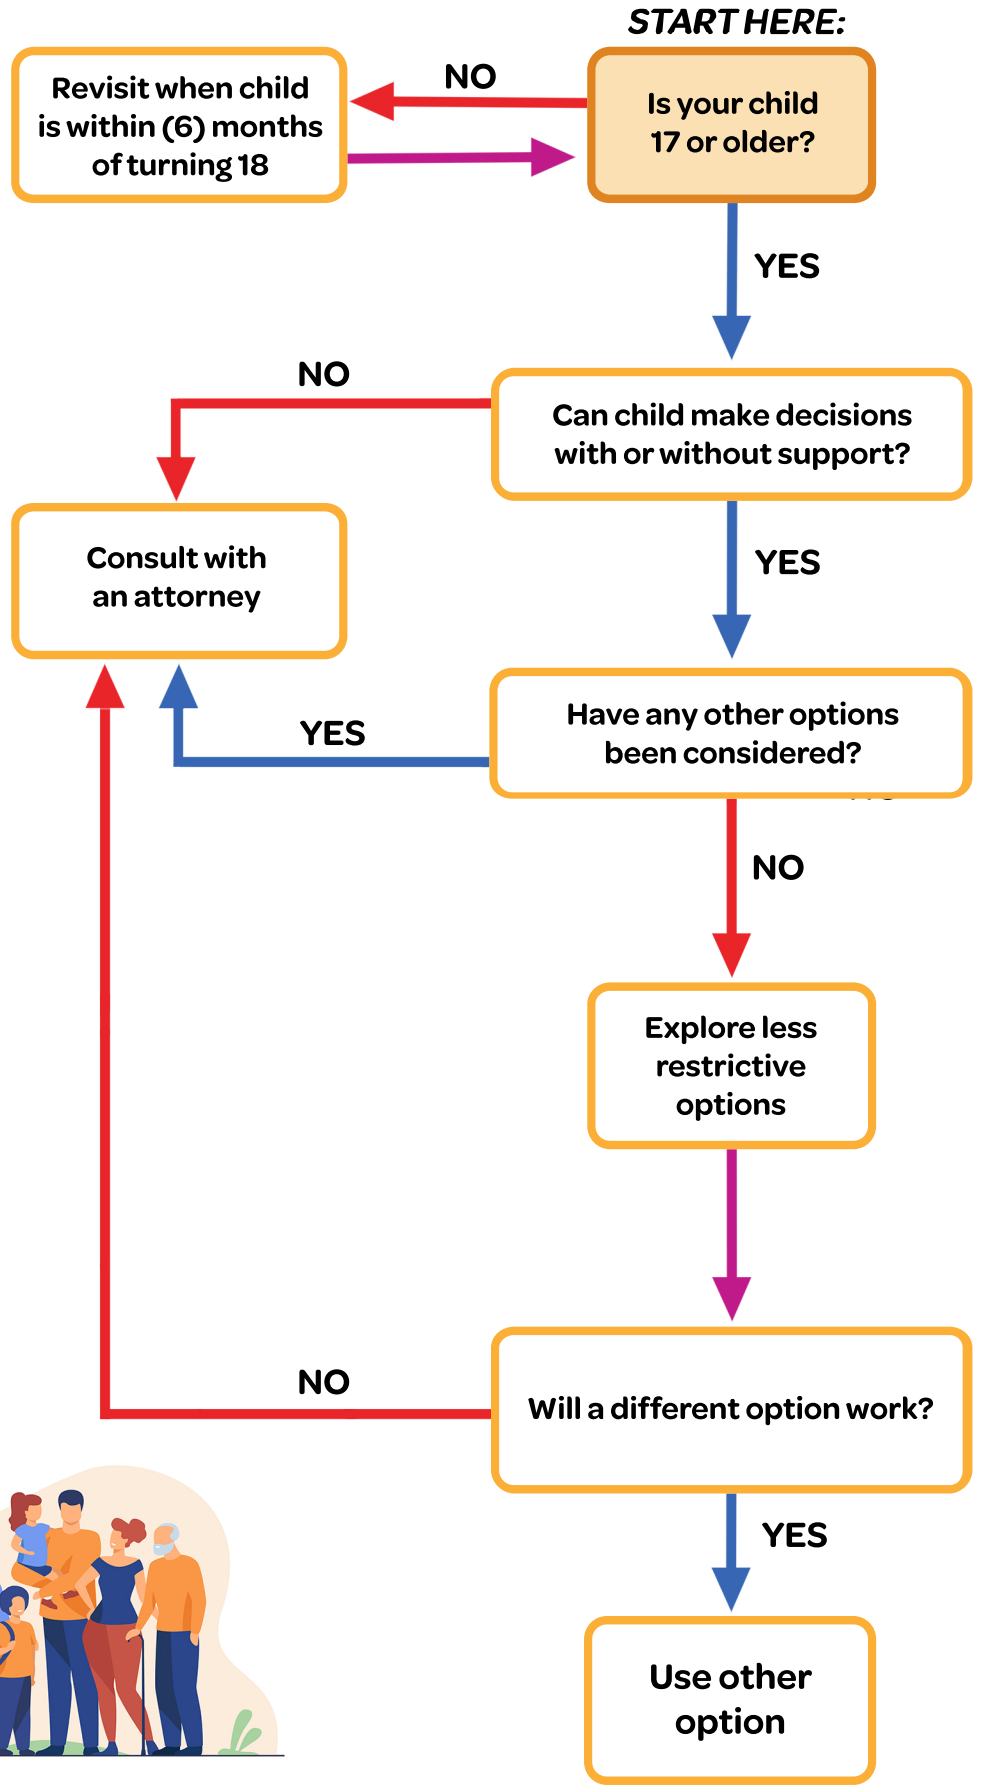 START HERE:
Is your child
17 or older?
NO
Revisit when child
is within (6) months
of turning 18
YES
Can child make decisions
with or without support?
NO
Consult with
an attorney
YES
Have any other options
been considered?
YES
NO
Explore less
restrictive
options
Will a different option work?
NO
YES
Use other
option